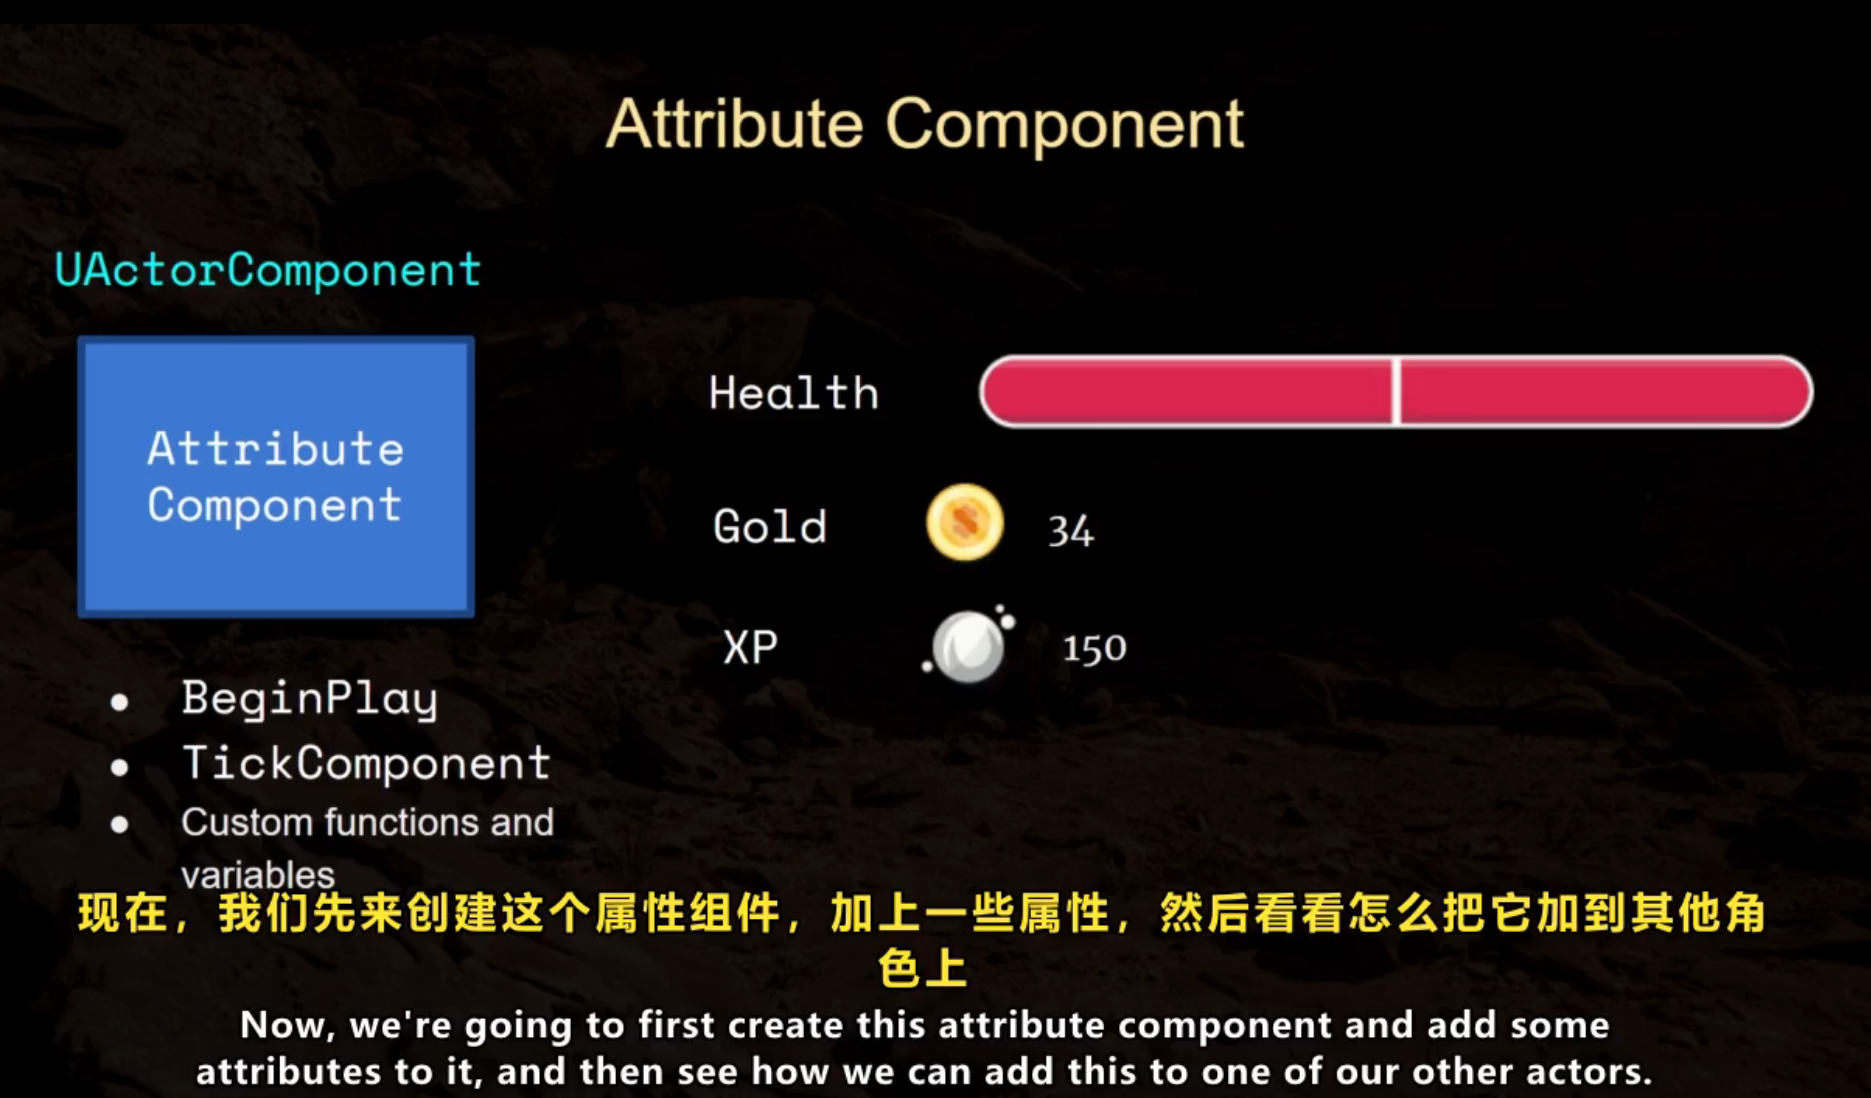 Attribute Component
UActorComponent
Attribute
Component
Health
Gold 34
XP 150
BeginPlay
TickComponent
Custom functions and
variables
现在，我们先来创建这个属性组件，加上一些属性，然后看看怎么把它加到其他角
色上
Now, we're going to first create this attribute component and add some
attributes to it, and then see how we can add this to one of our other actors.